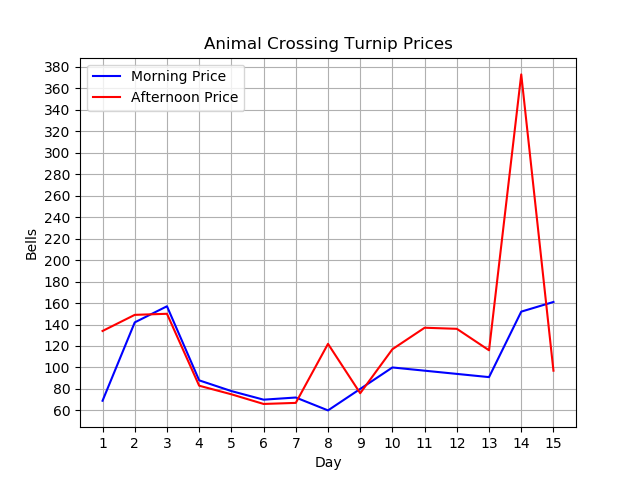 Animal Crossing Turnip Prices
Morning Price
Afternoon Price
380
360
340
320
300
280
260
240
220
200
180
160
140
120
100
80
60
Bells
1 2 3 4 5 6 7 8 9 10 11 12 13 14 15
Day